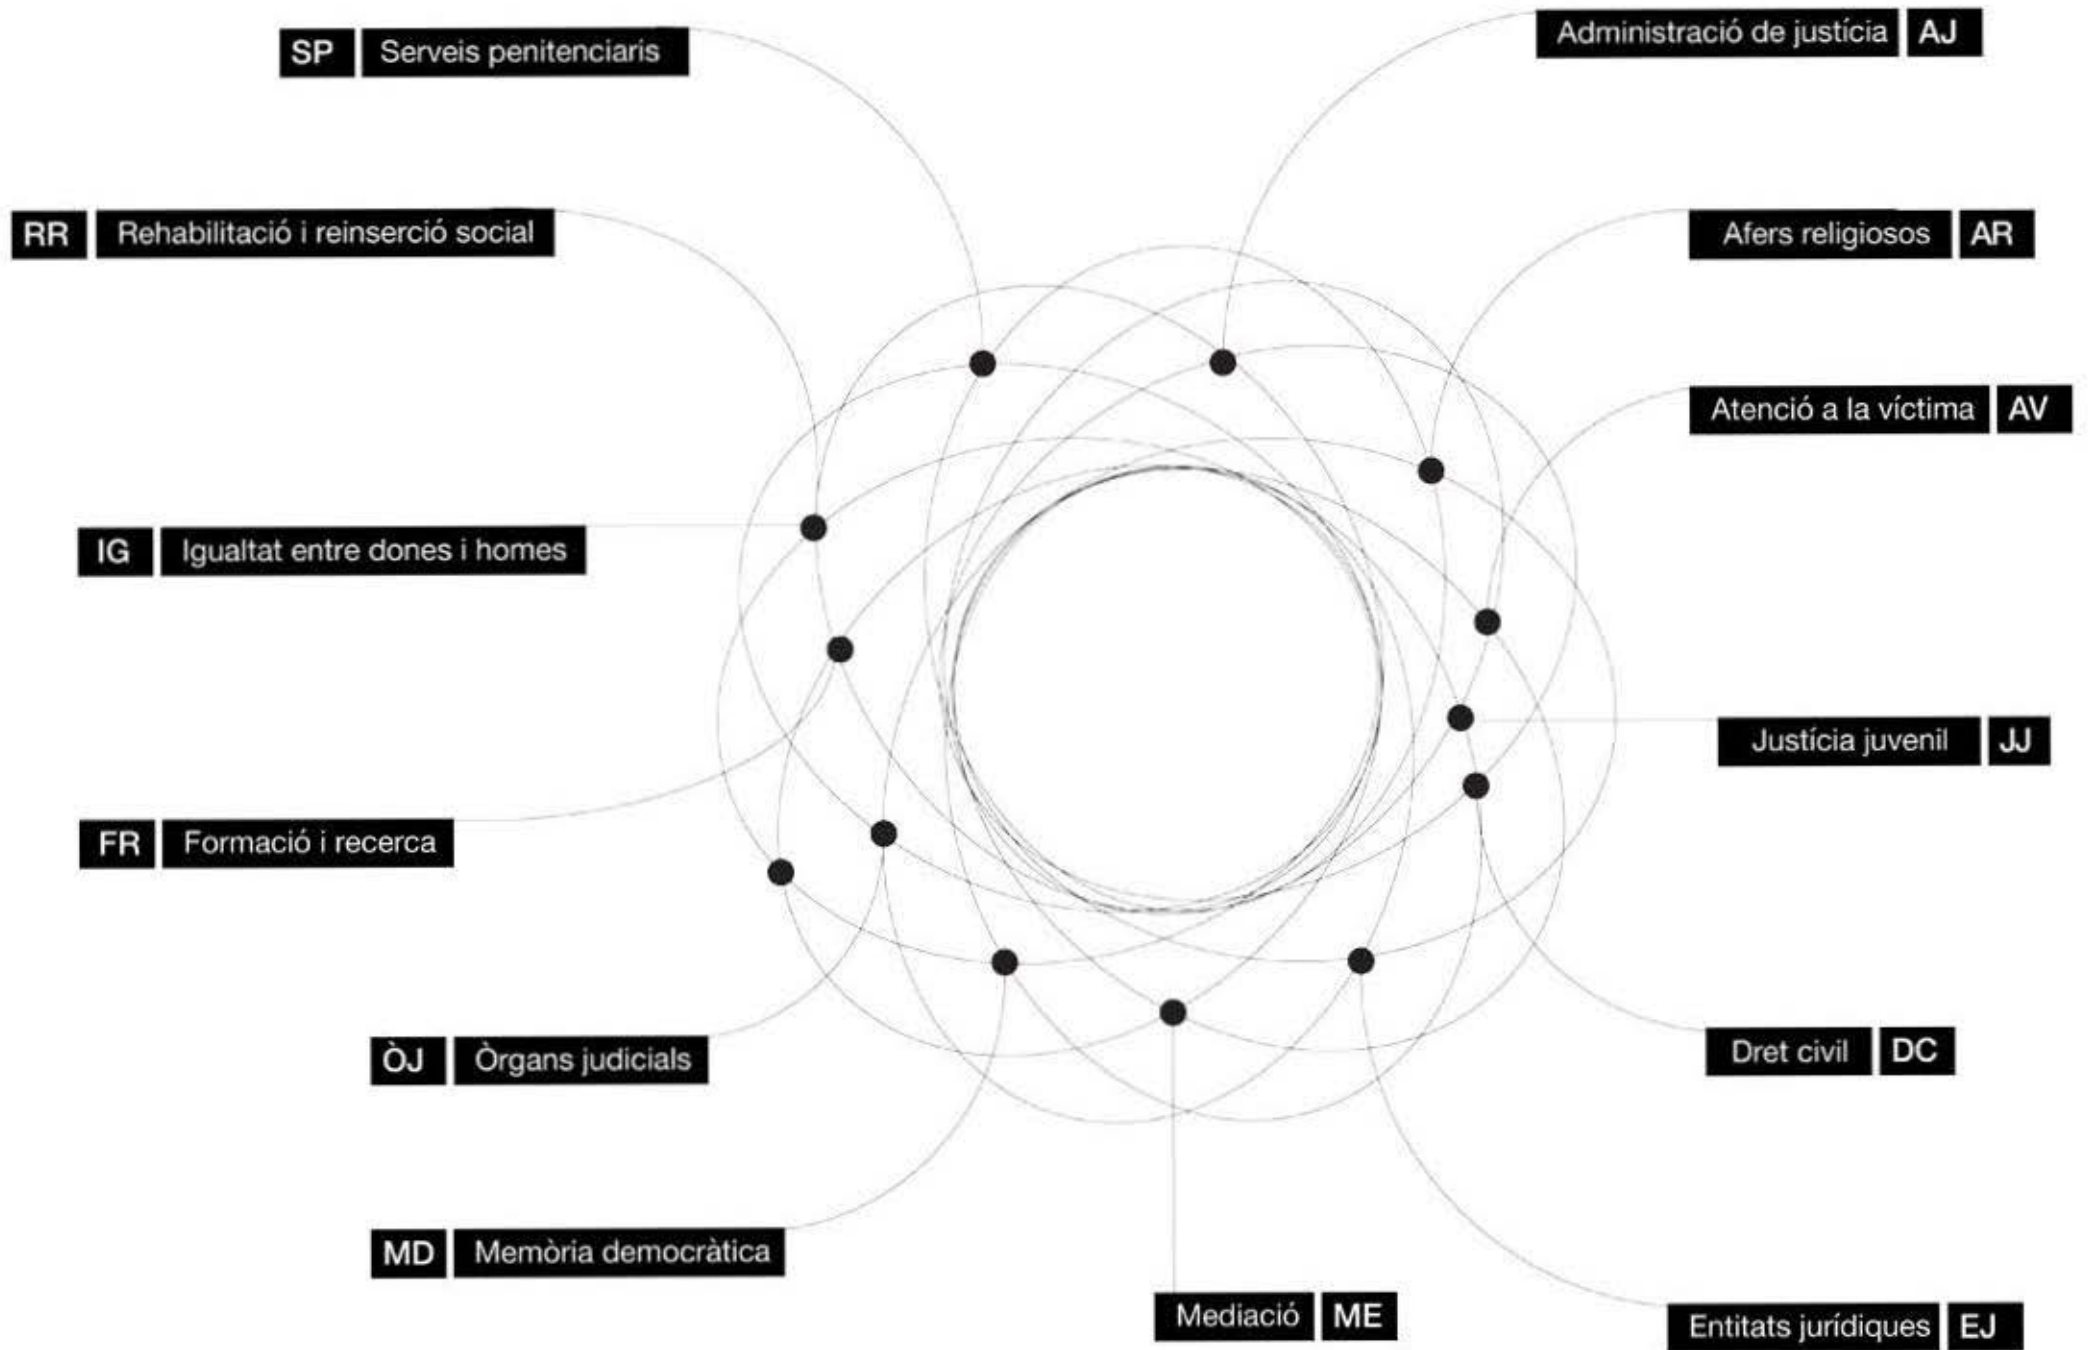 SP Serveis penitenciaris
Administració de justícia AJ
RR Rehabilitació i reinserció social
Afers religiosos AR
Atenció a la víctima AV
IG Igualtat entre dones i homes
Justícia juvenil JJ
FR Formació i recerca
ÒJ Òrgans judicials
Dret civil DC
MD Memòria democràtica
Mediació ME
Entitats jurídiques EJ